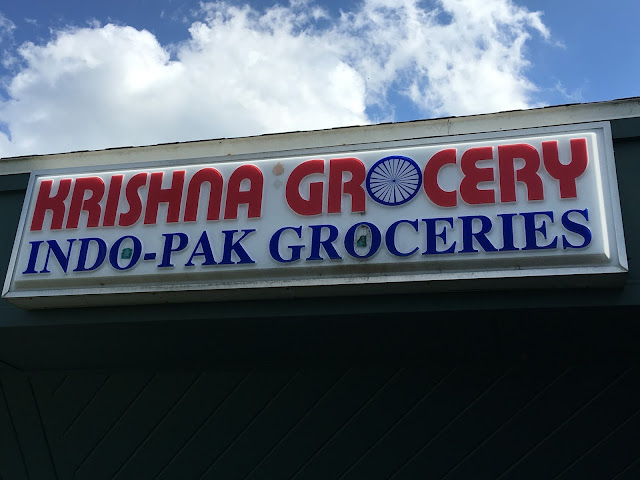 KRISHNA GROCERY
INDO-PAK GROCERIES